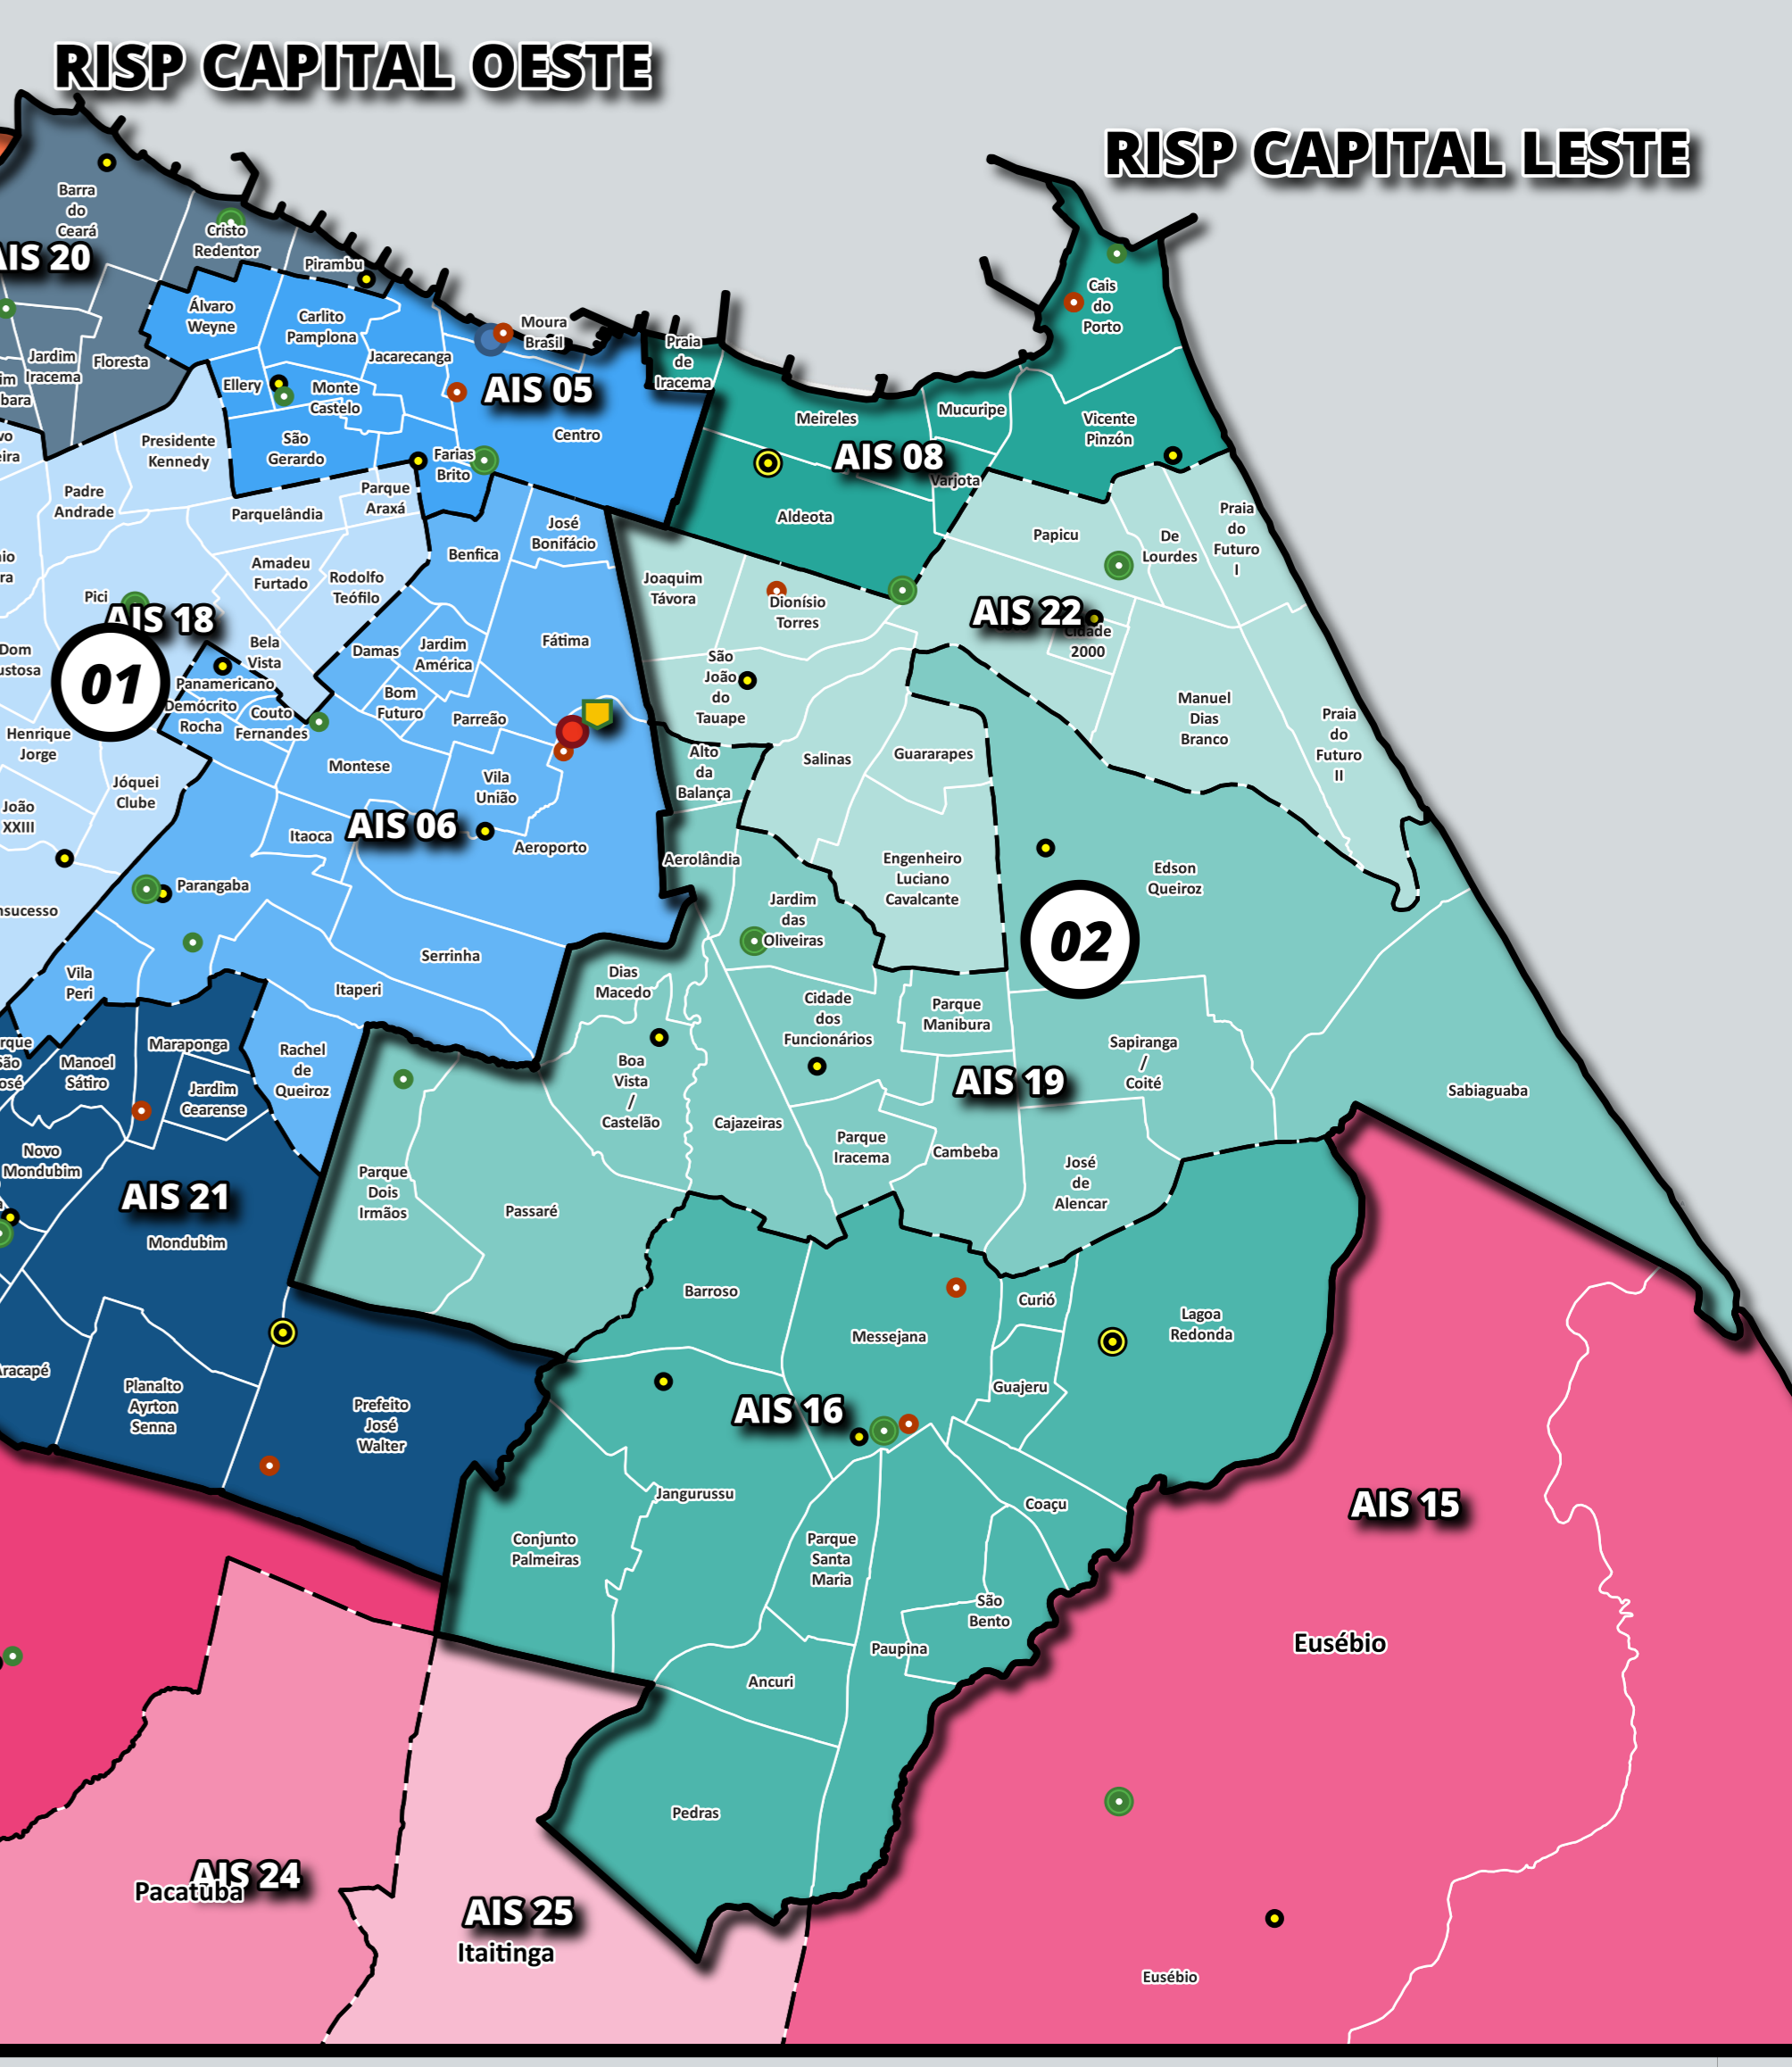 RISP CAPITAL OESTE
RISP CAPITAL LESTE
Barra
do
Ceará
AIS 20
Cristo
Redentor
Pirambu
Álvaro
Weyne
Carlito
Pamplona
Jacarecanga
Moura
Brasil
Jardim
Iracema
Floresta
Ellery
Monte
Castelo
AIS 05
Centro
São
Gerardo
Farias
Brito
Praia
de
Iracema
Cais
do
Porto
Meireles
Mucuripe
Vicente
Pinzón
AIS 08
Varjota
Aldeota
Presidente
Kennedy
Padre
Andrade
Parquelândia
Parque
Araxá
Amadeu
Furtado
Rodolfo
Teófilo
Pici
AIS 18
01
Bela
Vista
Panamericano
Demócrito
Rocha
Couto
Fernandes
Henrique
Jorge
Jóquei
Clube
João
XXIII
Benfica
José
Bonifácio
Damas
Jardim
América
Fátima
Bom
Futuro
Parreão
Montese
Vila
União
Itaoca
AIS 06
Aeroporto
Parangaba
Serrinha
Vila
Peri
Itaperi
Joaquim
Távora
Dionísio
Torres
São
João
do
Tauape
Papicu
De
Lourdes
Praia
do
Futuro
I
AIS 22
Cidade
2000
Manuel
Dias
Branco
Praia
do
Futuro
II
Salinas
Guararapes
Alto
da
Balança
Aerolândia
Engenheiro
Luciano
Cavalcante
Edson
Queiroz
02
Jardim
das
Oliveiras
Dias
Macedo
Cidade
dos
Funcionários
Parque
Manibura
Boa
Vista
/
Castelão
Sapiranga
/
Coité
AIS 19
Sabiaguaba
Cajazeiras
Parque
Iracema
Cambeba
José
de
Alencar
Parque
Dois
Irmãos
Passaré
Manoel
Sátiro
Maraponga
Jardim
Cearense
Rachel
de
Queiroz
Novo
Mondubim
AIS 21
Mondubim
Planalto
Ayrton
Senna
Prefeito
José
Walter
Barroso
Messejana
Curió
Lagoa
Redonda
Guajeru
AIS 16
Jangurussu
Conjunto
Palmeiras
Parque
Santa
Maria
Coaçu
São
Bento
Paupina
Ancuri
Pedras
AIS 15
Eusébio
Eusébio
AIS 24
Pacatuba
AIS 25
Itaitinga